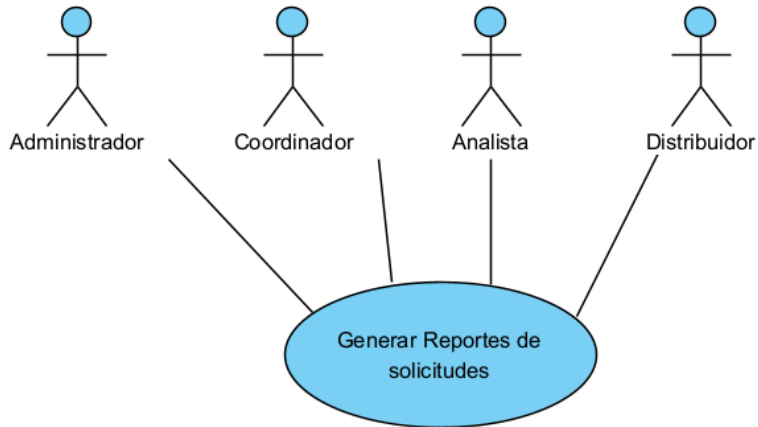 Administrador
Coordinador
Analista
Distribuidor
Generar Reportes de
solicitudes